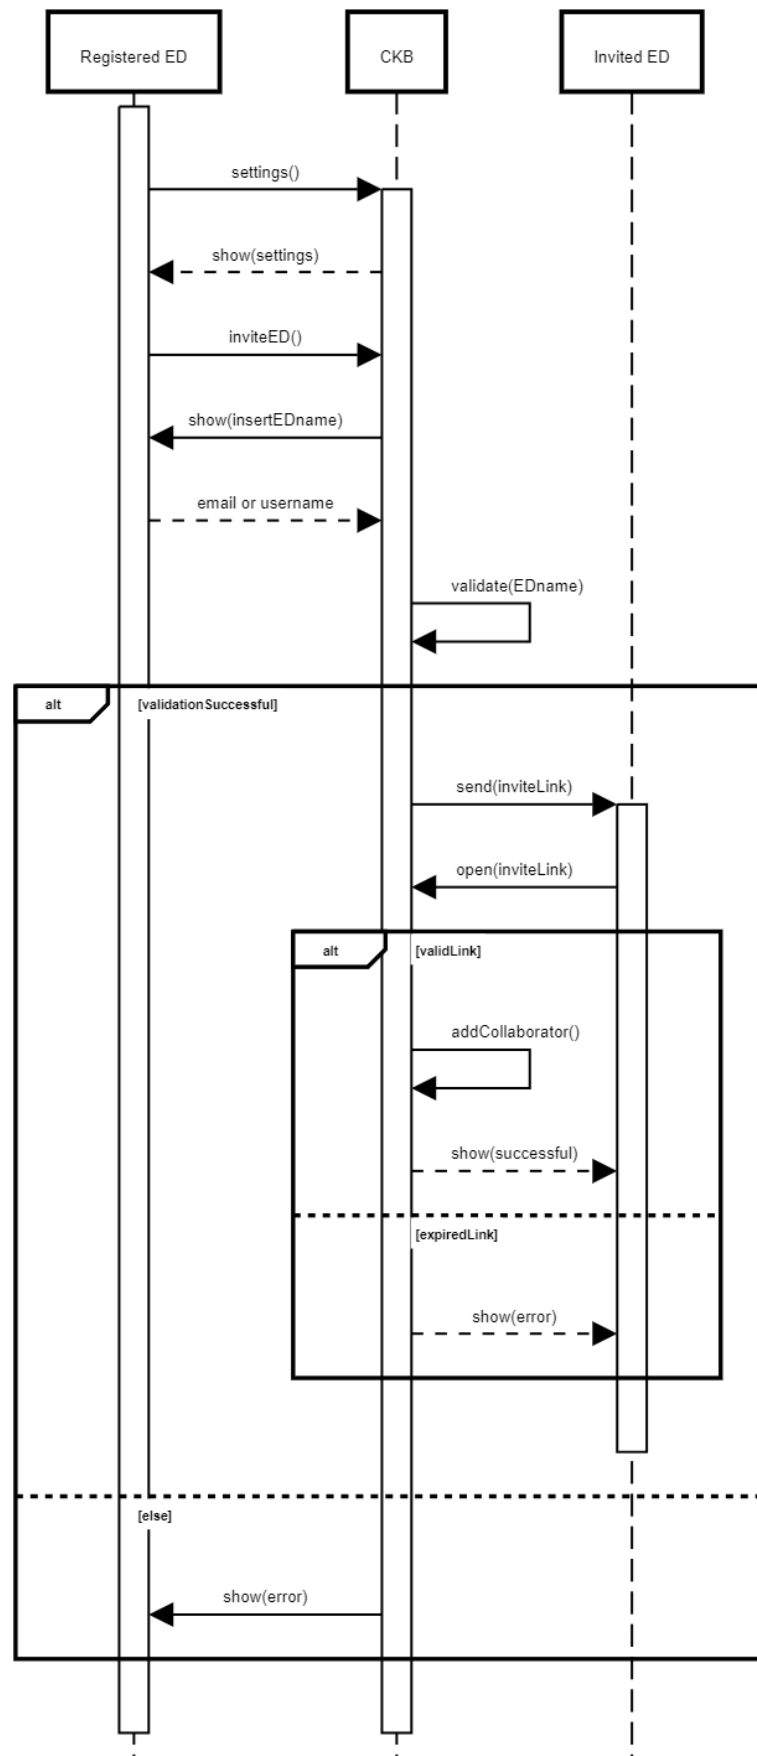 Registered ED
CKB
Invited ED
settings()
show(settings)
inviteED()
show(insertEDname)
email or username
validate(EDname)
alt
[validationSuccessful]
send(inviteLink)
open(inviteLink)
alt
[validLink]
addCollaborator()
show(successful)
[expiredLink]
show(error)
[else]
show(error)